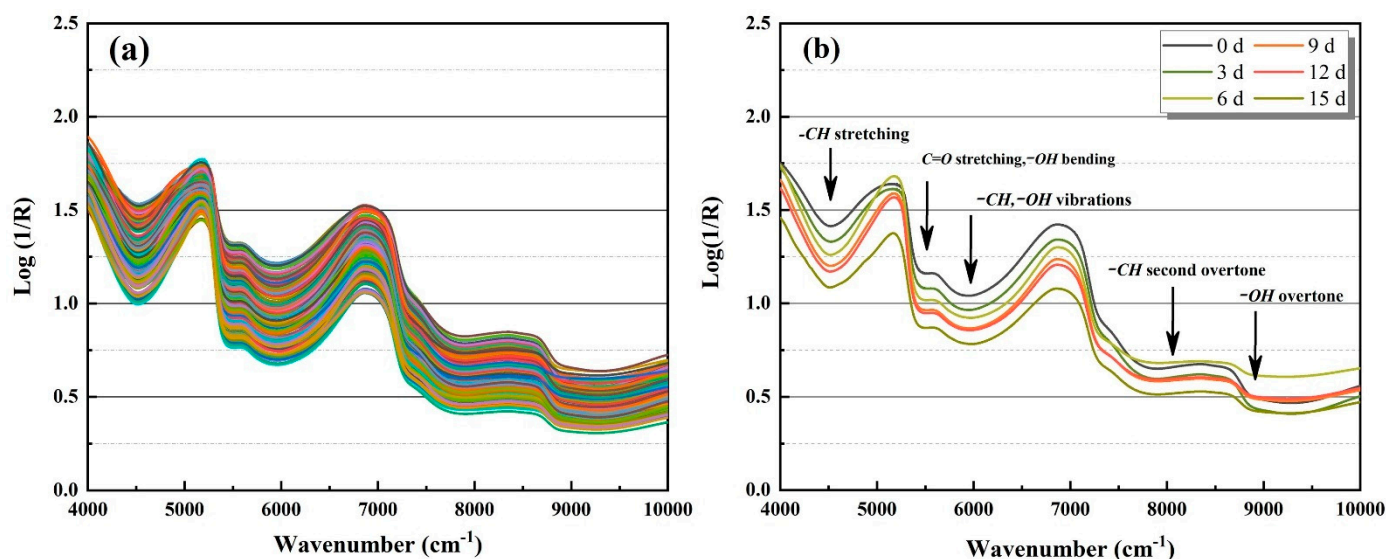 (a)
2.5
2.0
1.5
1.0
0.5
0.0
Log (1/R)
4000 5000 6000 7000 8000 9000 10000
Wavenumber (cm⁻¹)
(b)
0 d 9 d
3 d 12 d
6 d 15 d
2.5
2.0
1.5
1.0
0.5
0.0
Log(1/R)
-CH stretching
C=O stretching,-OH bending
-CH,-OH vibrations
-CH second overtone
-OH overtone
4000 5000 6000 7000 8000 9000 10000
Wavenumber (cm⁻¹)